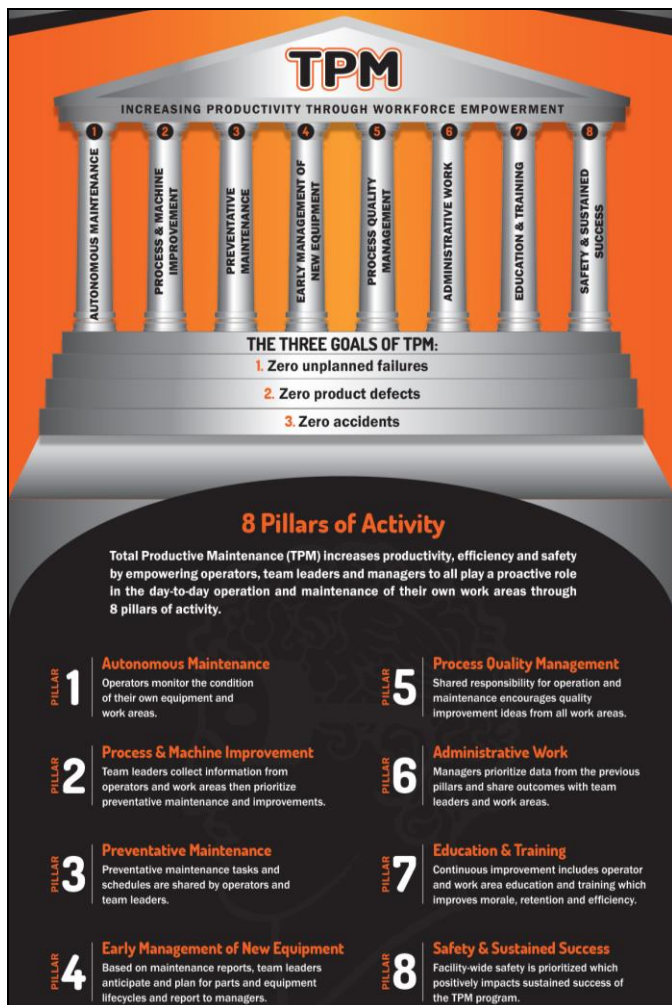 TPM
INCREASING PRODUCTIVITY THROUGH WORKFORCE EMPOWERMENT
1
AUTONOMOUS MAINTENANCE
2
PROCESS & MACHINE
IMPROVEMENT
3
PREVENTATIVE
MAINTENANCE
4
EARLY MANAGEMENT OF
NEW EQUIPMENT
5
PROCESS QUALITY
MANAGEMENT
6
ADMINISTRATIVE WORK
7
EDUCATION & TRAINING
8
SAFETY & SUSTAINED
SUCCESS
THE THREE GOALS OF TPM:
1. Zero unplanned failures
2. Zero product defects
3. Zero accidents
8 Pillars of Activity
Total Productive Maintenance (TPM) increases productivity, efficiency and safety
by empowering operators, team leaders and managers to all play a proactive role
in the day-to-day operation and maintenance of their own work areas through
8 pillars of activity.
PILLAR 1
Autonomous Maintenance
Operators monitor the condition
of their own equipment and
work areas.
PILLAR 2
Process & Machine Improvement
Team leaders collect information from
operators and work areas then prioritize
preventative maintenance and improvements.
PILLAR 3
Preventative Maintenance
Preventative maintenance tasks and
schedules are shared by operators and
team leaders.
PILLAR 4
Early Management of New Equipment
Based on maintenance reports, team leaders
anticipate and plan for parts and equipment
lifecycles and report to managers.
PILLAR 5
Process Quality Management
Shared responsibility for operation and
maintenance encourages quality
improvement ideas from all work areas.
PILLAR 6
Administrative Work
Managers prioritize data from the previous
pillars and share outcomes with team
leaders and work areas.
PILLAR 7
Education & Training
Continuous improvement includes operator
and work area education and training which
improves morale, retention and efficiency.
PILLAR 8
Safety & Sustained Success
Facility-wide safety is prioritized which
positively impacts sustained success of
the TPM program.